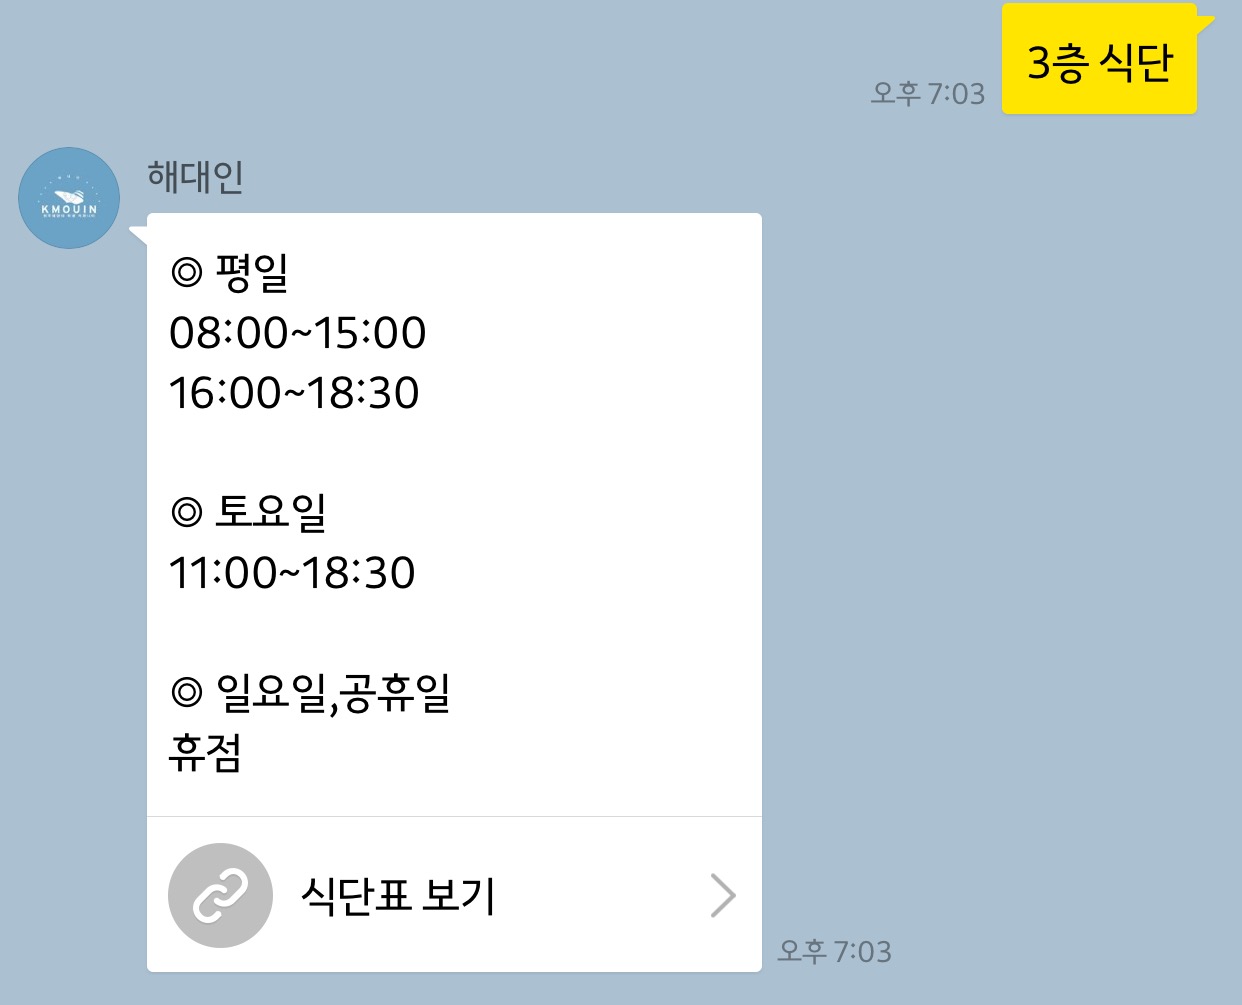 3층 식단
오후 7:03
해대인
KMOUIN
◎ 평일
08:00~15:00
16:00~18:30
◎ 토요일
11:00~18:30
◎ 일요일,공휴일
휴점
식단표 보기
오후 7:03